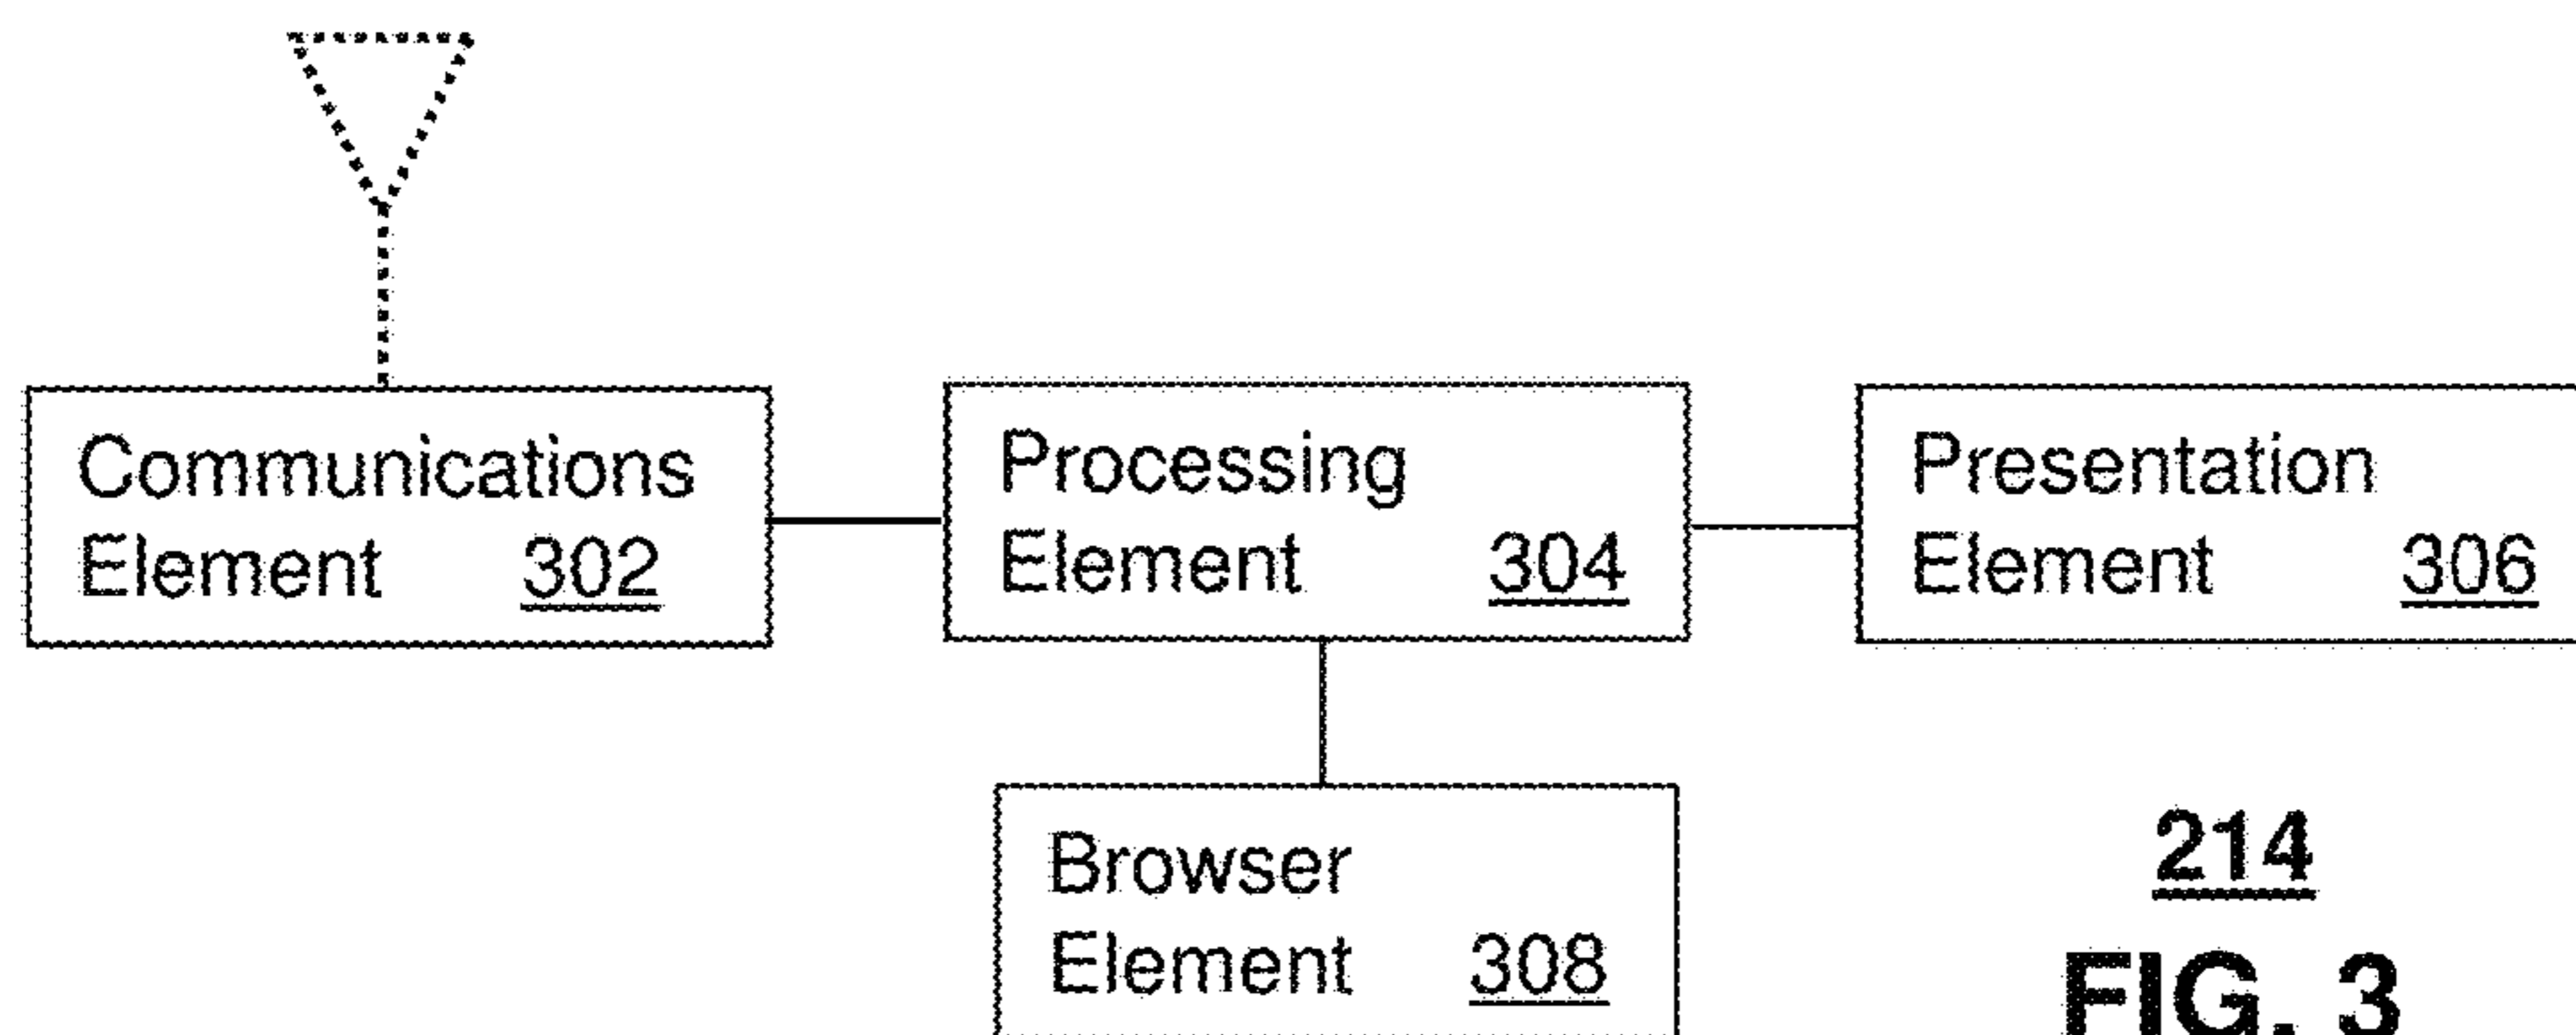 Communications
Element 302
Processing
Element 304
Presentation
Element 306
Browser
Element 308
214
FIG. 3